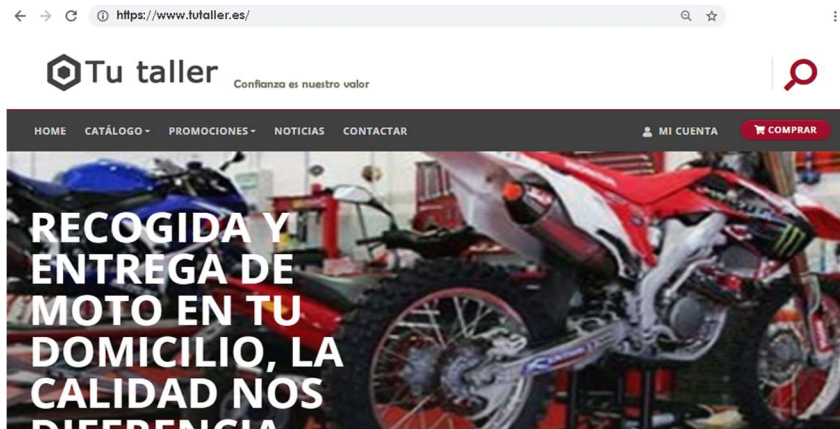 https://www.tutaller.es/
Tu taller
Confianza es nuestro valor
HOME CATÁLOGO PROMOCIONES NOTICIAS CONTACTAR MI CUENTA COMPRAR
RECOGIDA Y
ENTREGA DE
MOTO EN TU
DOMICILIO, LA
CALIDAD NOS
DIFERENCIA